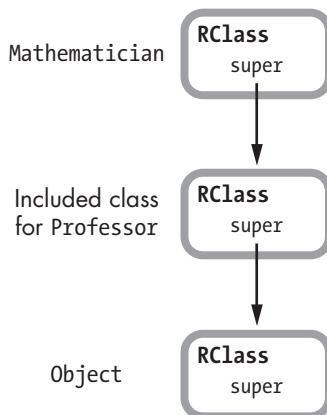 Mathematician
RClass
super
Included class
for Professor
RClass
super
Object
RClass
super